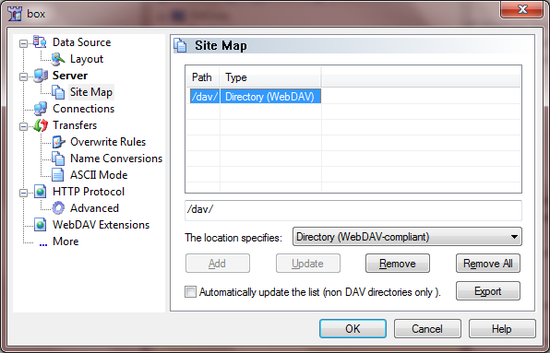 box
Data Source
Layout
Server
Site Map
Connections
Transfers
Overwrite Rules
Name Conversions
ASCII Mode
HTTP Protocol
Advanced
WebDAV Extensions
... More
Site Map
Path Type
/dav/ Directory (WebDAV)
/dav/
The location specifies: Directory (WebDAV-compliant)
Add Update Remove Remove All
Automatically update the list (non DAV directories only ). Export
OK Cancel Help